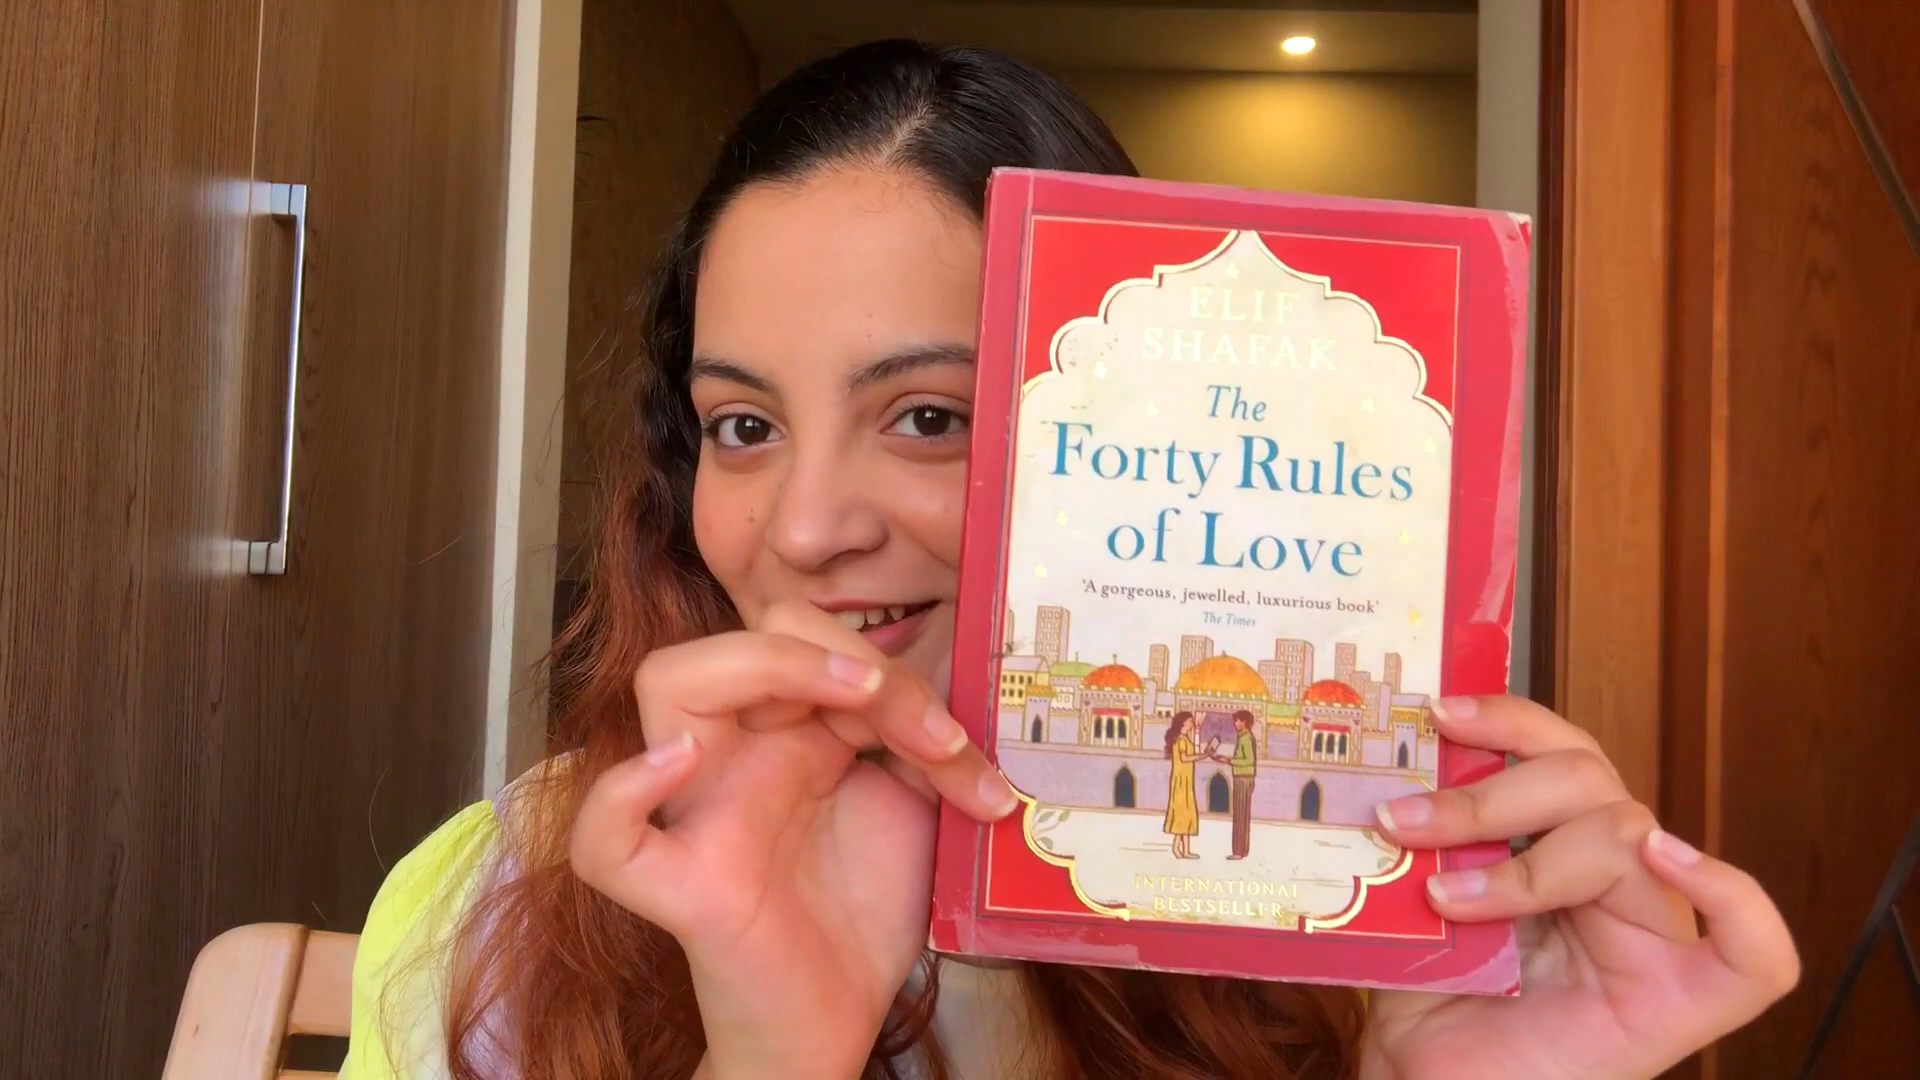 ELIF
SHAFAK
The
Forty Rules
of Love
'A gorgeous, jewelled, luxurious book'
The Times
INTERNATIONAL
BESTSELLER